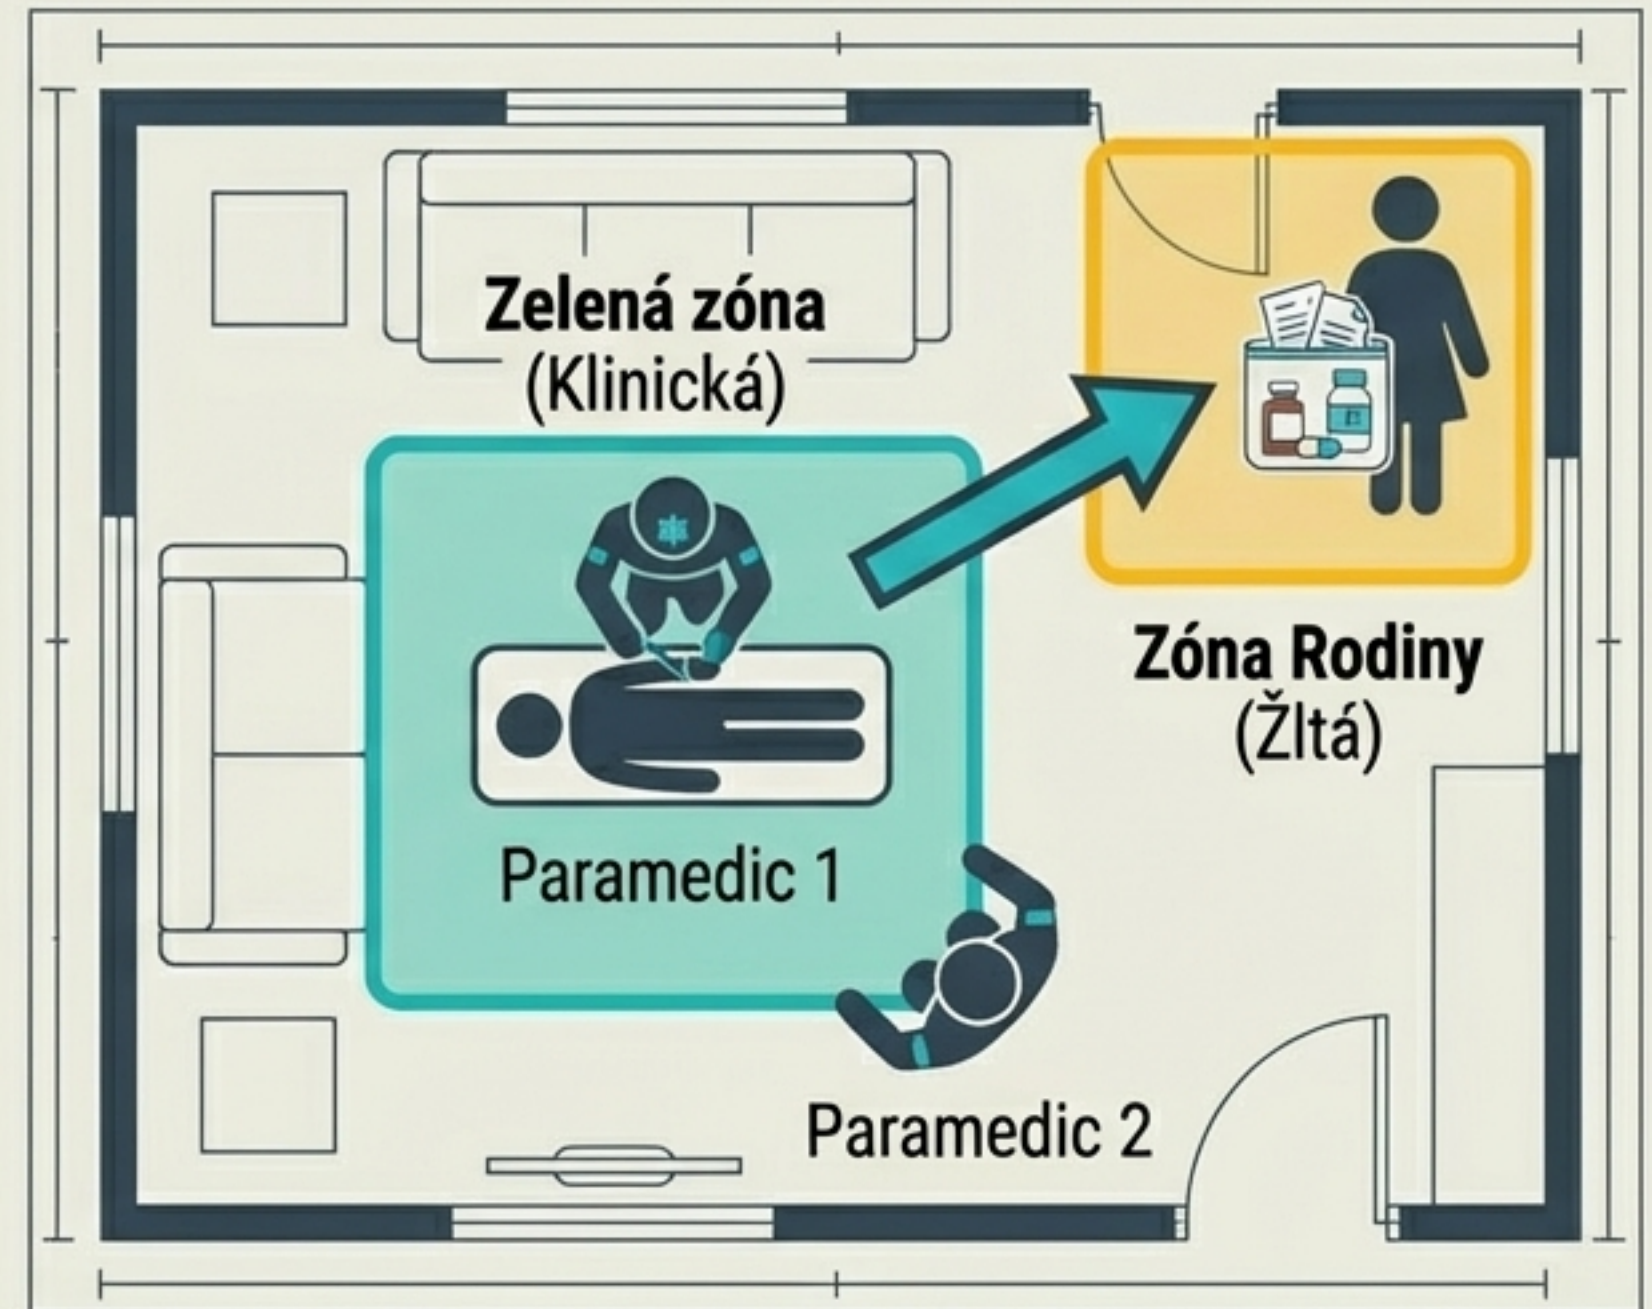 Zelená zóna
(Klinická)
Zóna Rodiny
(Žltá)
Paramedic 1
Paramedic 2